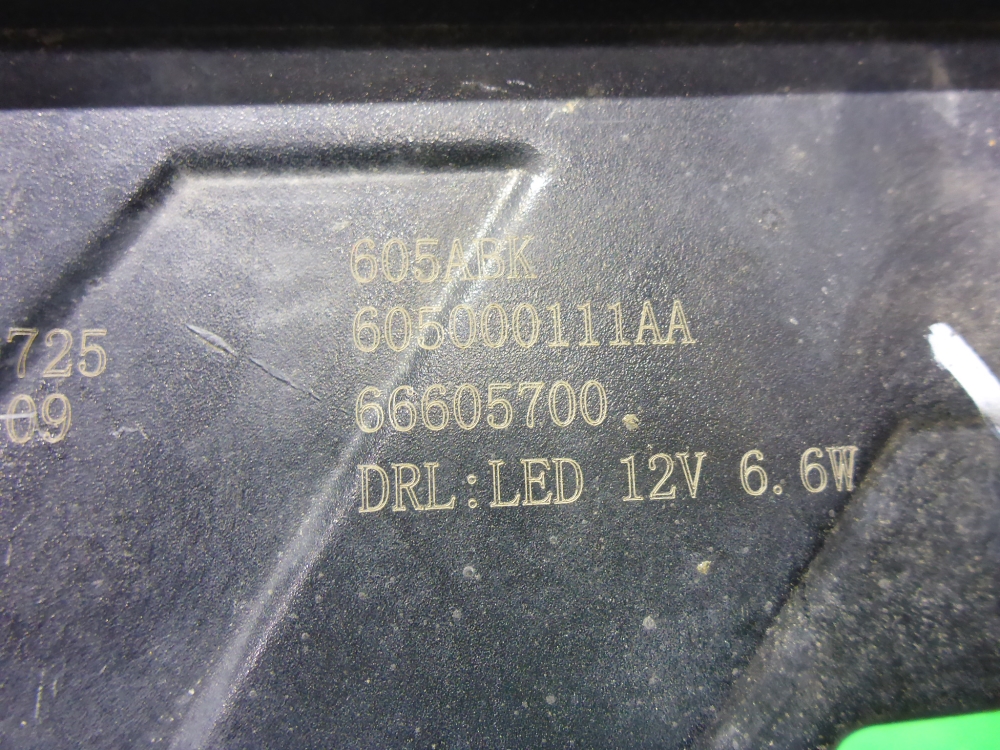 605ABK
605000111AA
66605700
DRL:LED 12V 6.6W
725
09